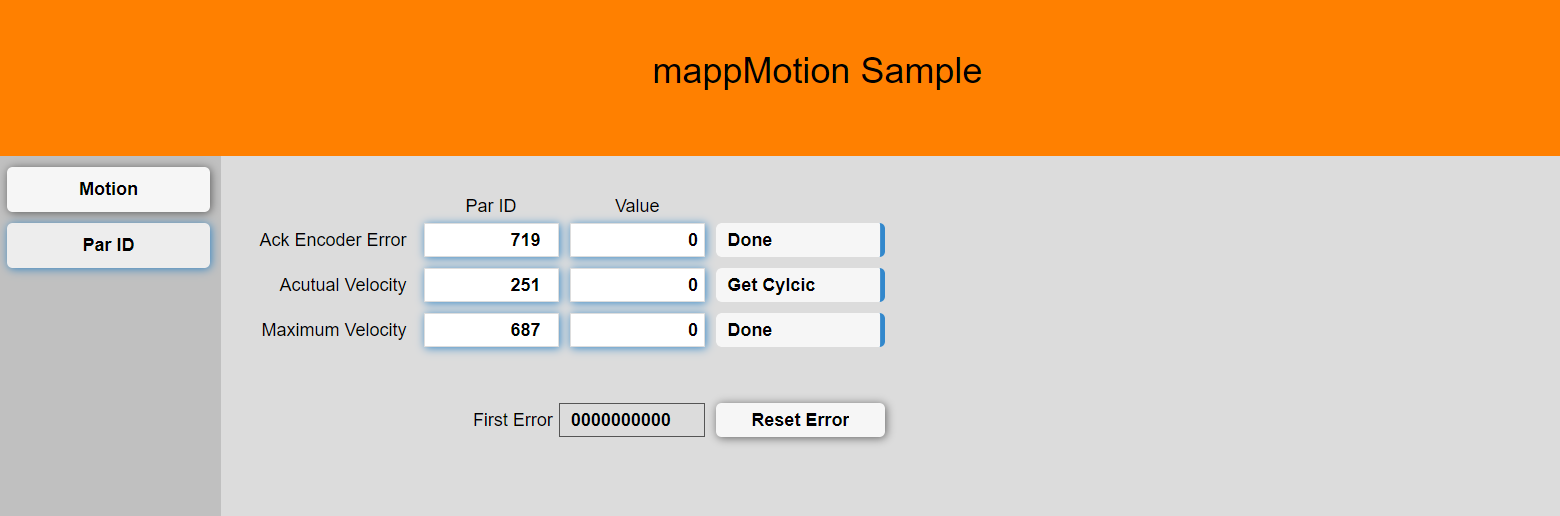 mappMotion Sample
Motion
Par ID
Par ID Value
Ack Encoder Error 719 0 Done
Acutual Velocity 251 0 Get Cylcic
Maximum Velocity 687 0 Done
First Error 0000000000 Reset Error